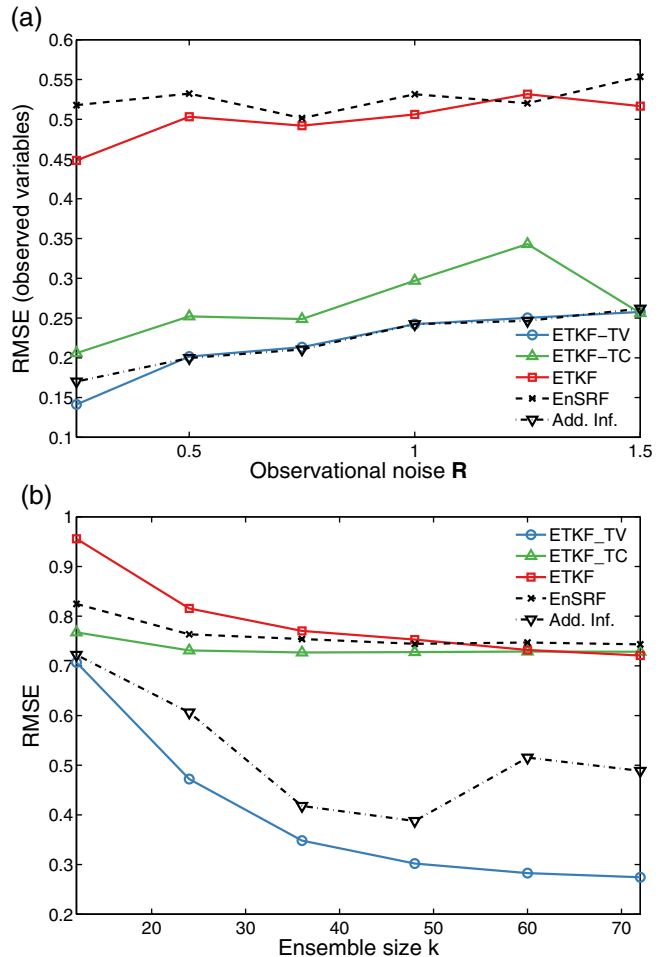 (a)
0.6
0.55
0.5
0.45
0.4
0.35
0.3
0.25
0.2
0.15
0.1
RMSE (observed variables)
ETKF-TV
ETKF-TC
ETKF
EnSRF
Add. Inf.
0.5 1 1.5
Observational noise R
(b)
1
0.9
0.8
0.7
0.6
0.5
0.4
0.3
0.2
RMSE
ETKF_TV
ETKF_TC
ETKF
EnSRF
Add. Inf.
20 30 40 50 60 70
Ensemble size k